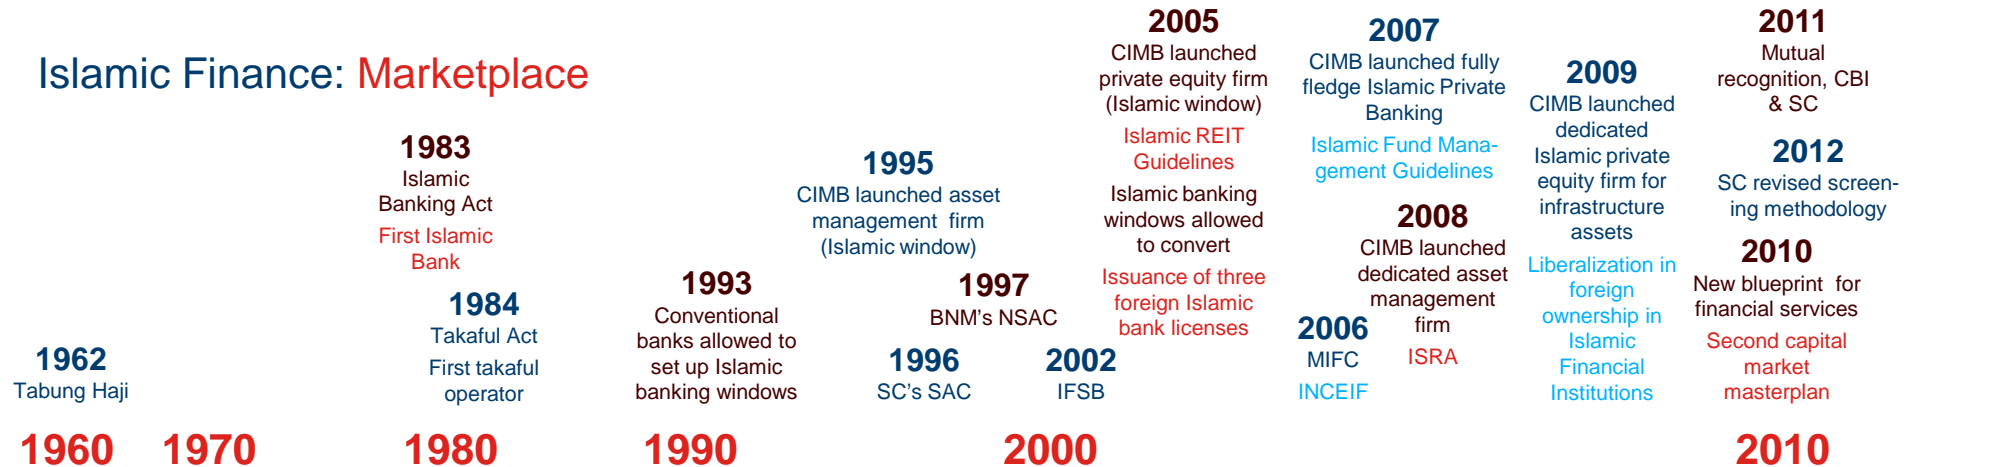 Islamic Finance: Marketplace
1962
Tabung Haji
1983
Islamic
Banking Act
First Islamic
Bank
1984
Takaful Act
First takaful
operator
1993
Conventional
banks allowed to
set up Islamic
banking windows
1995
CIMB launched asset
management firm
(Islamic window)
1997
BNM's NSAC
1996
SC's SAC
2002
IFSB
2005
CIMB launched
private equity firm
(Islamic window)
Islamic REIT
Guidelines
Islamic banking
windows allowed
to convert
Issuance of three
foreign Islamic
bank licenses
2007
CIMB launched fully
fledge Islamic Private
Banking
Islamic Fund Mana-
gement Guidelines
2008
CIMB launched
dedicated asset
management
firm
ISRA
2006
MIFC
INCEIF
2009
CIMB launched
dedicated
Islamic private
equity firm for
infrastructure
assets
Liberalization in
foreign
ownership in
Islamic
Financial
Institutions
2011
Mutual
recognition, CBI
& SC
2012
SC revised screen-
ing methodology
2010
New blueprint for
financial services
Second capital
market
masterplan
1960
1970
1980
1990
2000
2010